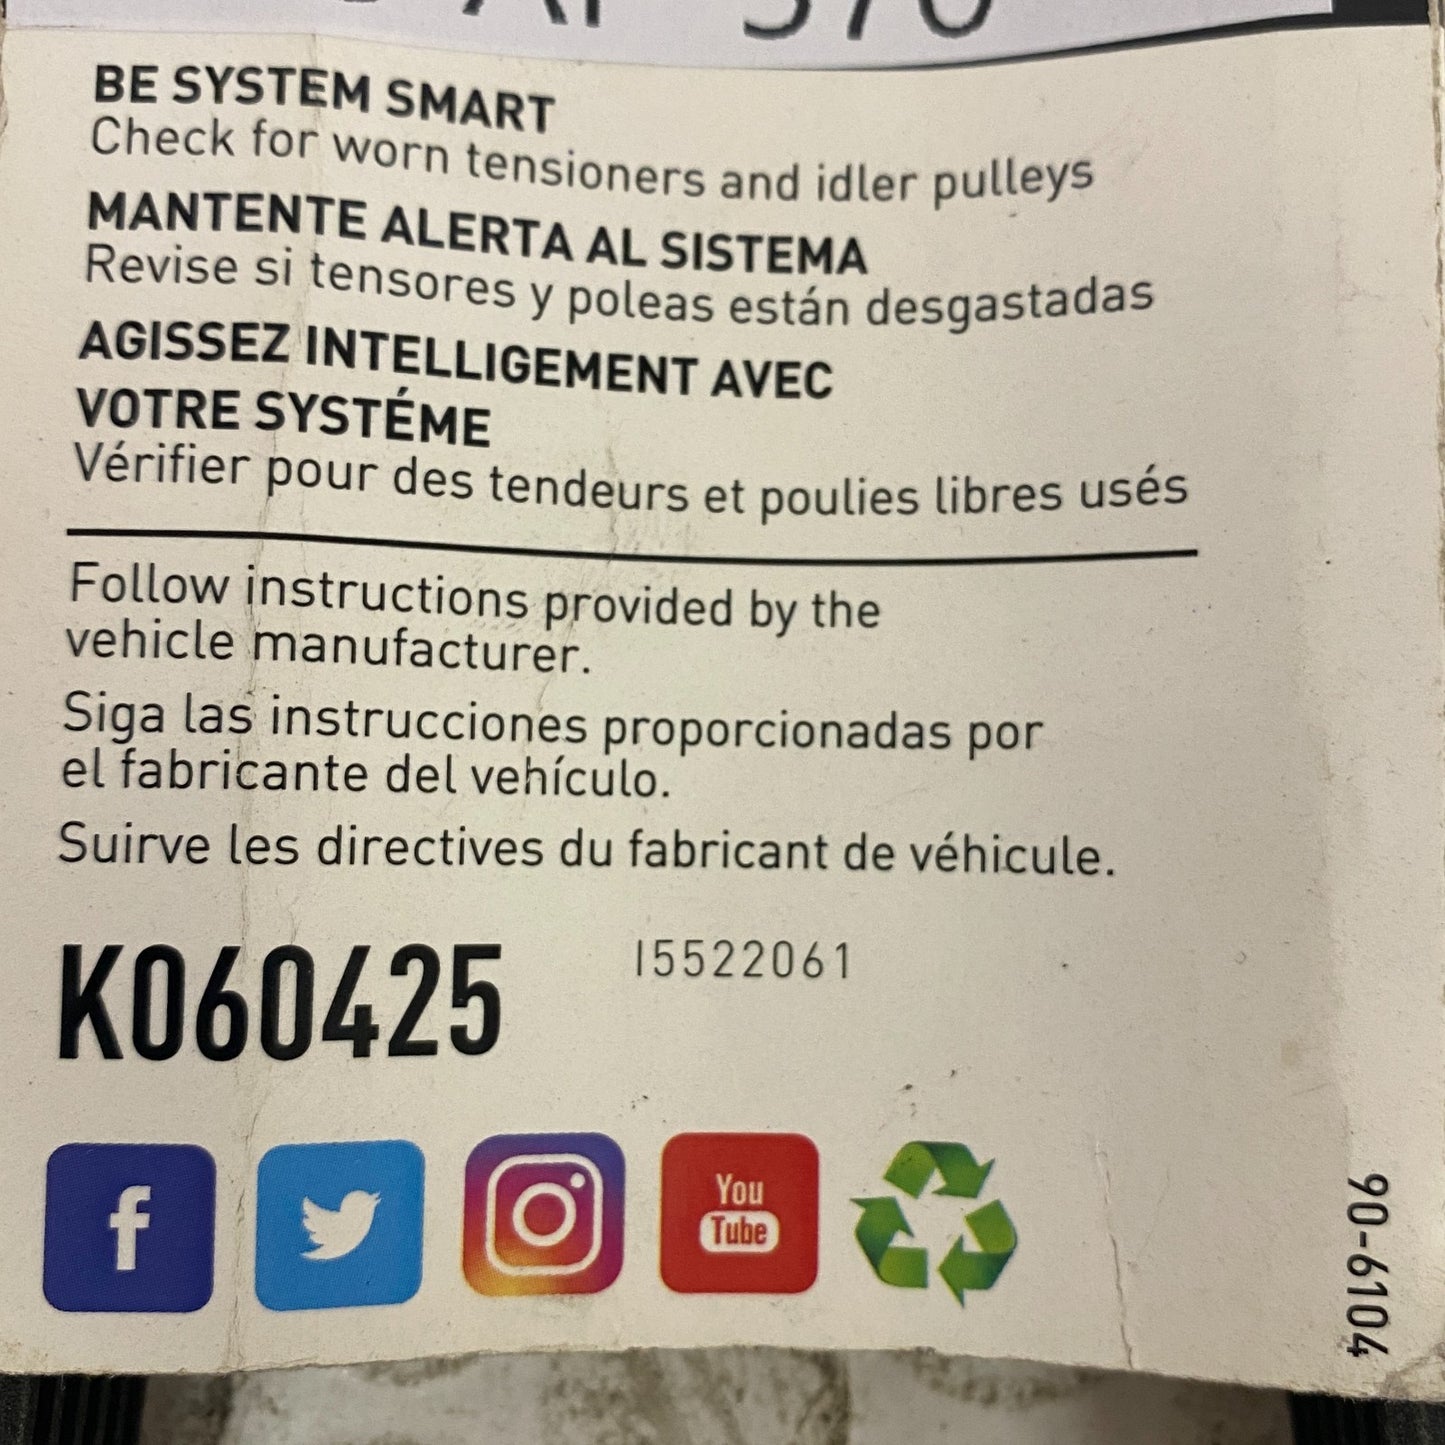 BE SYSTEM SMART
Check for worn tensioners and idler pulleys
MANTENTE ALERTA AL SISTEMA
Revise si tensores y poleas están desgastadas
AGISSEZ INTELLIGEMENT AVEC
VOTRE SYSTÉME
Vérifier pour des tendeurs et poulies libres usés
Follow instructions provided by the
vehicle manufacturer.
Siga las instrucciones proporcionadas por
el fabricante del vehículo.
Suirve les directives du fabricant de véhicule.
K060425
I5522061
You
Tube
90-6104